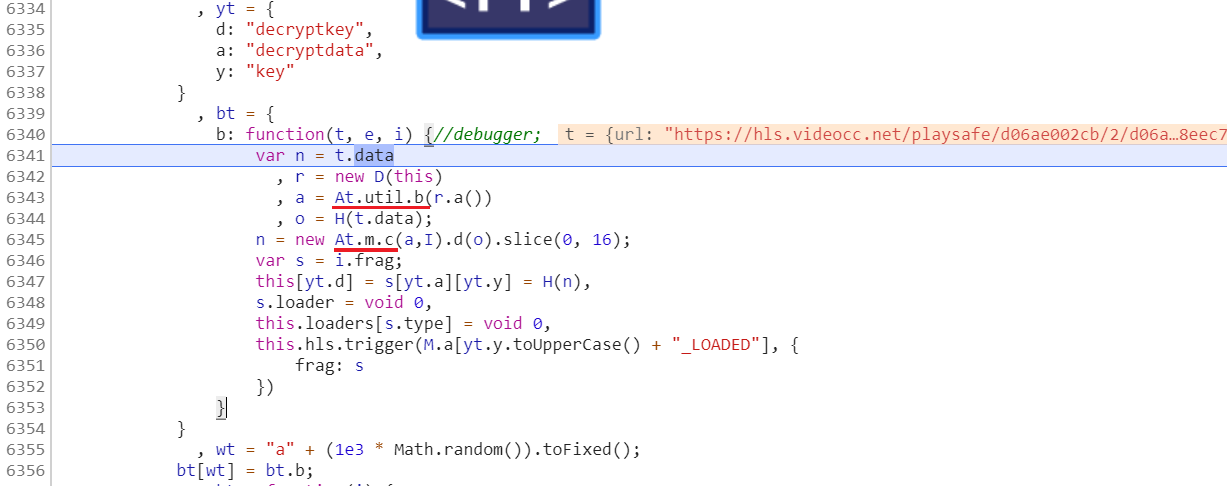 6334 , yt = {
6335 d: "decryptkey",
6336 a: "decryptdata",
6337 y: "key"
6338 }
6339 , bt = {
6340 b: function(t, e, i) {//debugger; t = {url: "https://hls.videocc.net/playsafe/d06ae002cb/2/d06a…8eec7
6341 var n = t.data
6342 , r = new D(this)
6343 , a = At.util.b(r.a())
6344 , o = H(t.data);
6345 n = new At.m.c(a,I).d(o).slice(0, 16);
6346 var s = i.frag;
6347 this[yt.d] = s[yt.a][yt.y] = H(n),
6348 s.loader = void 0,
6349 this.loaders[s.type] = void 0,
6350 this.hls.trigger(M.a[yt.y.toUpperCase() + "_LOADED"], {
6351 frag: s
6352 })
6353 }
6354 }
6355 , wt = "a" + (1e3 * Math.random()).toFixed();
6356 bt[wt] = bt.b;